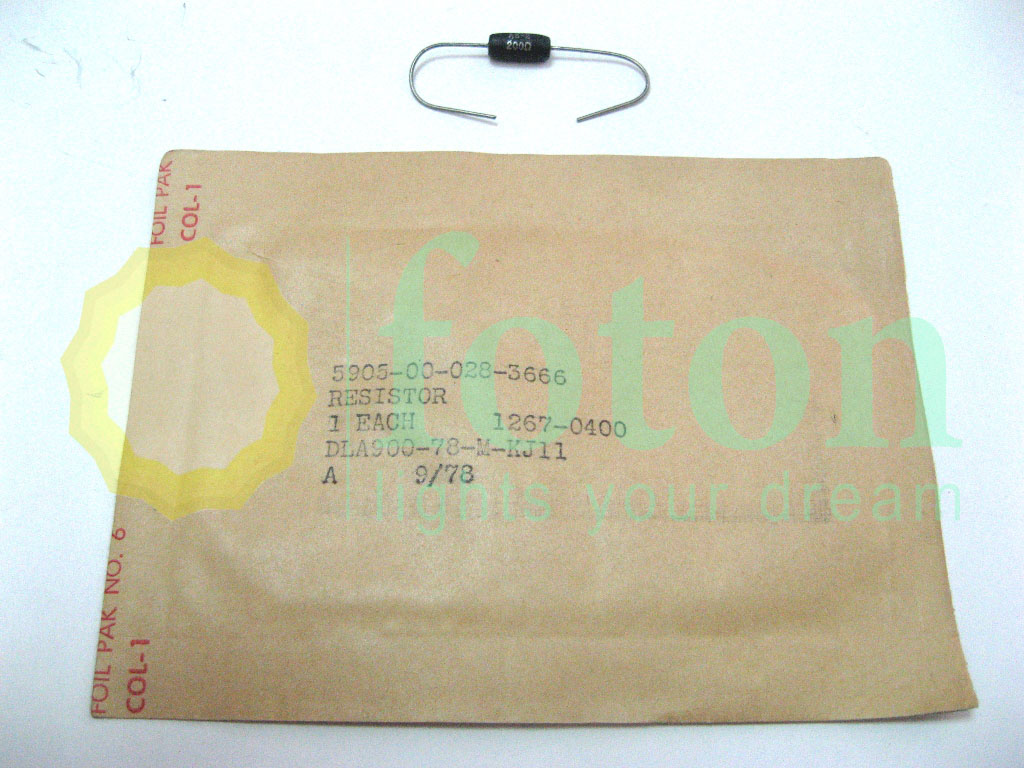 200Ω
FOIL PAK
COL-1
5905-00-028-3666
RESISTOR
1 EACH 1267-0400
DLA900-78-M-KJ11
A 9/78
FOIL PAK NO. 6
COL-1
foton
lights your dream